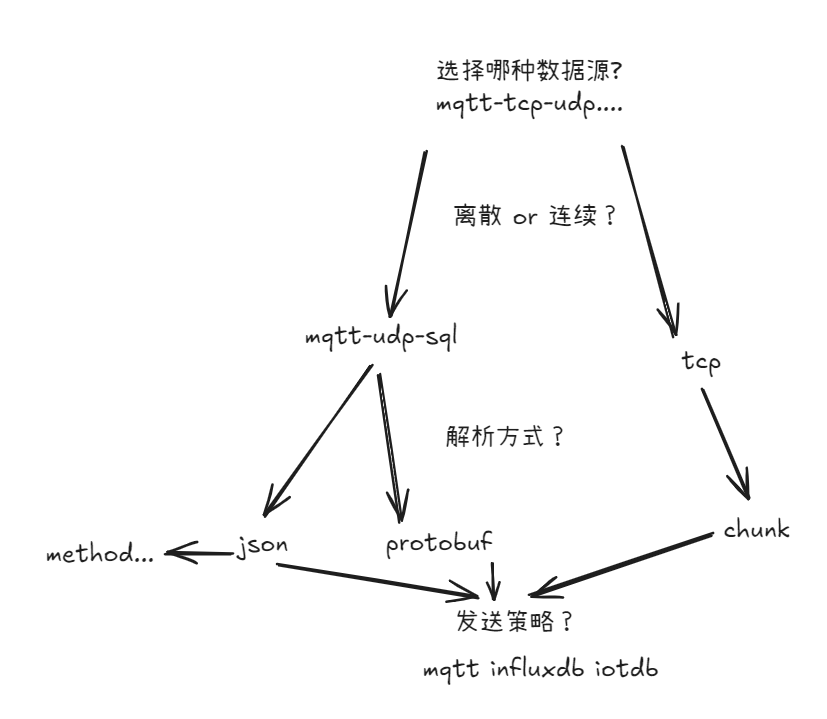 选择哪种数据源?
mqtt-tcp-udp....
离散 or 连续？
mqtt-udp-sql
tcp
解析方式？
method...
json
protobuf
chunk
发送策略？
mqtt influxdb iotdb